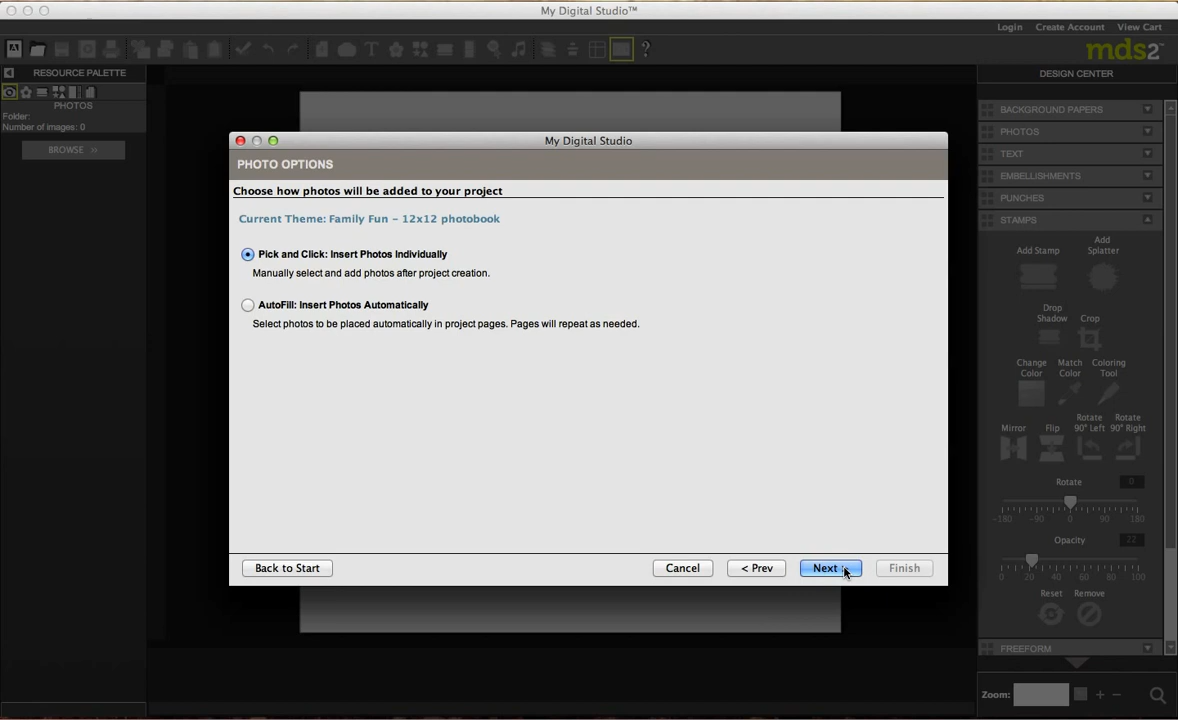 My Digital Studio™
Login Create Account View Cart
mds2
RESOURCE PALETTE
PHOTOS
Folder:
Number of images: 0
BROWSE »
My Digital Studio
PHOTO OPTIONS
Choose how photos will be added to your project
Current Theme: Family Fun – 12x12 photobook
Pick and Click: Insert Photos Individually
Manually select and add photos after project creation.
AutoFill: Insert Photos Automatically
Select photos to be placed automatically in project pages. Pages will repeat as needed.
Back to Start
Cancel
< Prev
Next
Finish
DESIGN CENTER
BACKGROUND PAPERS
PHOTOS
TEXT
EMBELLISHMENTS
PUNCHES
STAMPS
Add Stamp
Add Splatter
Drop Shadow
Crop
Change Color
Match Color
Coloring Tool
Mirror
Flip
Rotate 90° Left
Rotate 90° Right
Rotate 0
-180 -90 0 90 180
Opacity 22
0 20 40 60 80 100
Reset Remove
FREEFORM
Zoom: